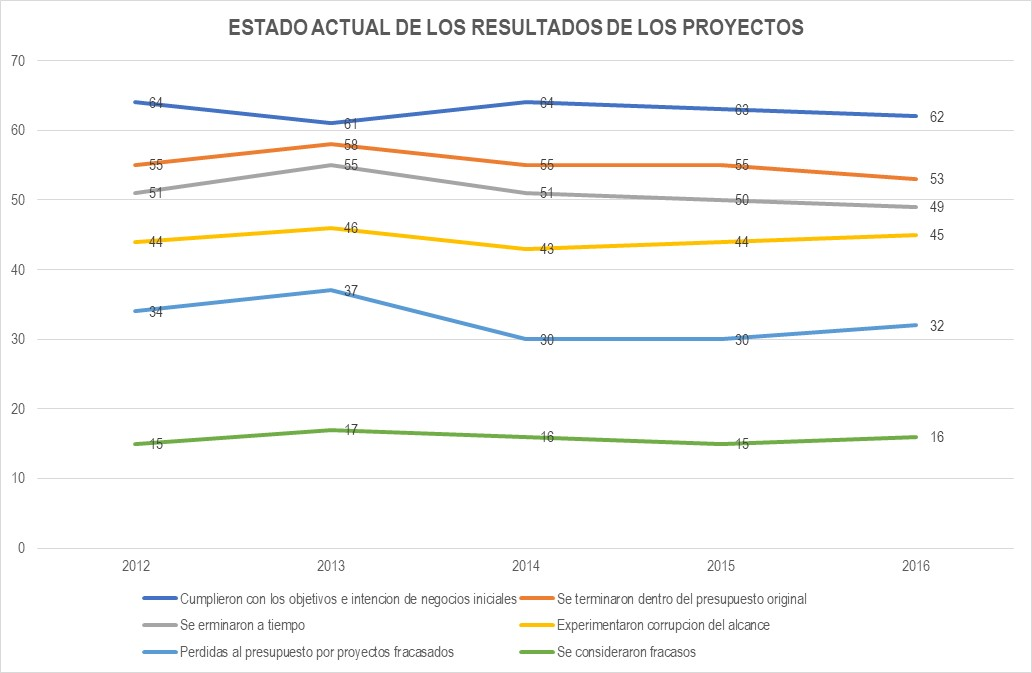 ESTADO ACTUAL DE LOS RESULTADOS DE LOS PROYECTOS
70
60
50
40
30
20
10
0
64 61 64 63 62
55 58 55 55 53
51 55 51 50 49
44 46 43 44 45
34 37 30 30 32
15 17 16 15 16
2012 2013 2014 2015 2016
Cumplieron con los objetivos e intencion de negocios iniciales Se terminaron dentro del presupuesto original
Se erminaron a tiempo Experimentaron corrupcion del alcance
Perdidas al presupuesto por proyectos fracasados Se consideraron fracasos